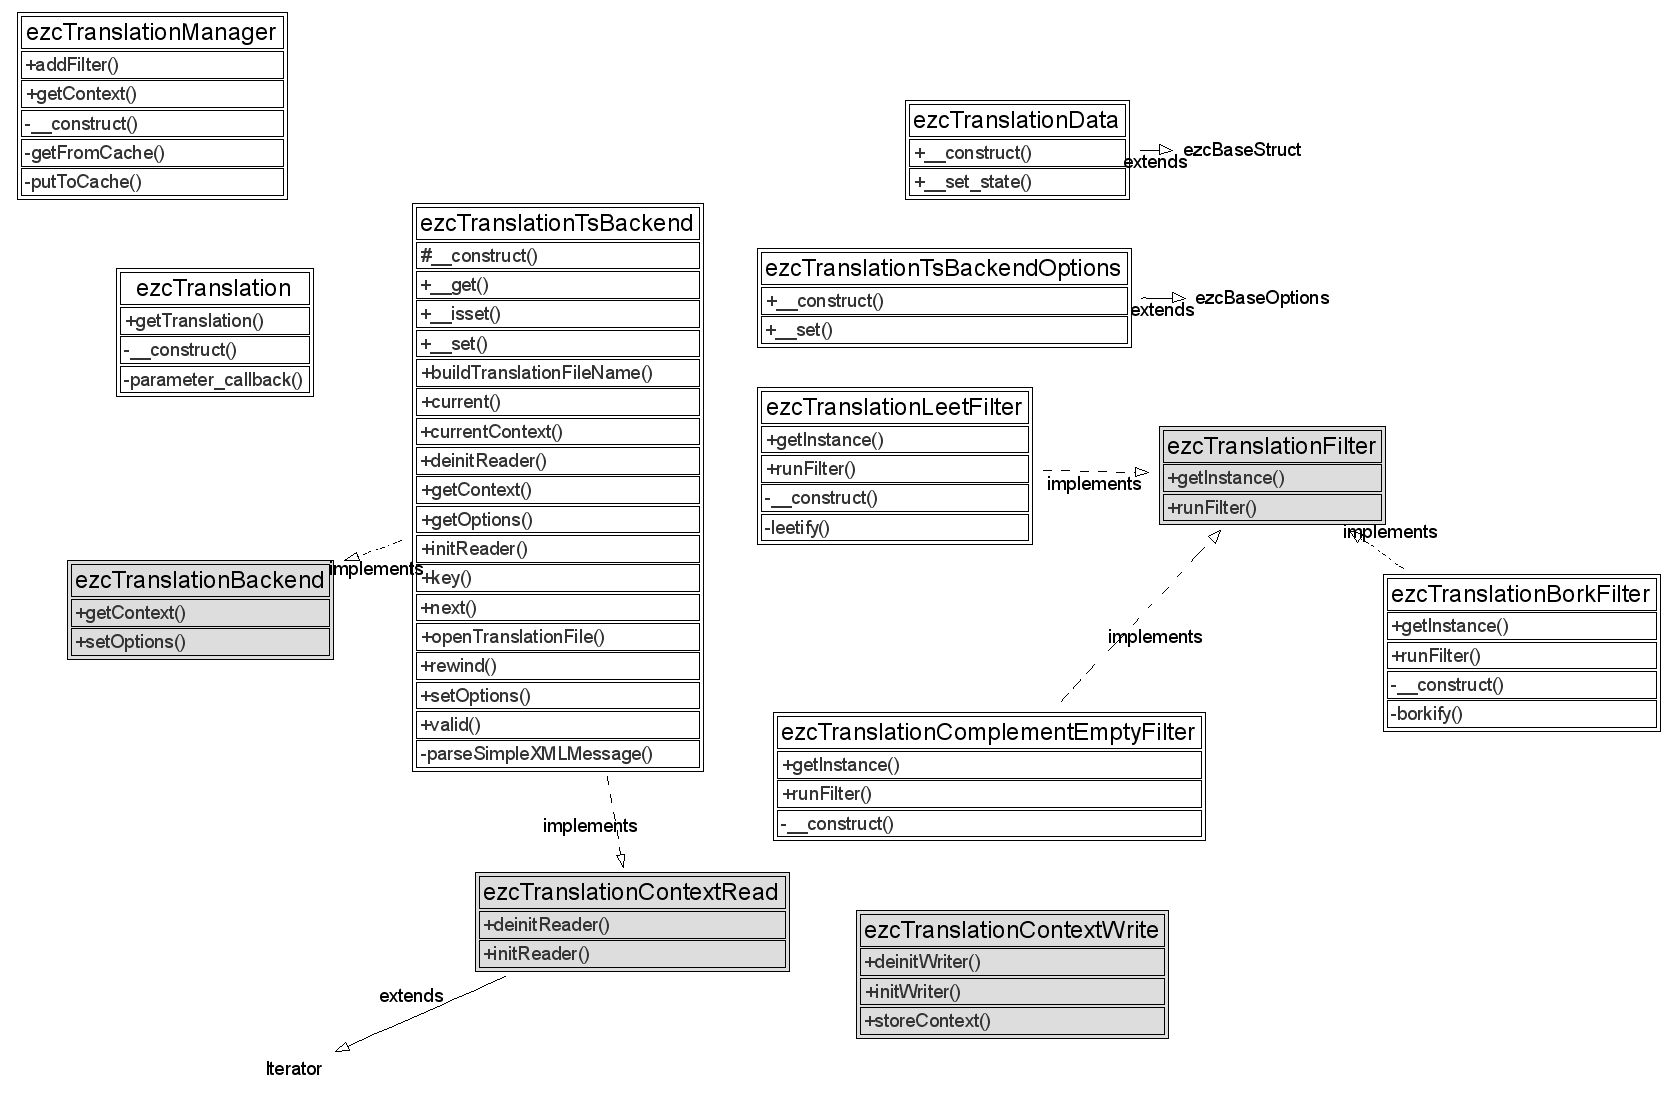 ezcTranslationManager
+addFilter()
+getContext()
-__construct()
-getFromCache()
-putToCache()
ezcTranslationData
+__construct()
+__set_state()
extends
ezcBaseStruct
ezcTranslationTsBackend
#__construct()
+__get()
+__isset()
+__set()
+buildTranslationFileName()
+current()
+currentContext()
+deinitReader()
+getContext()
+getOptions()
+initReader()
+key()
+next()
+openTranslationFile()
+rewind()
+setOptions()
+valid()
-parseSimpleXMLMessage()
ezcTranslation
+getTranslation()
-__construct()
-parameter_callback()
ezcTranslationTsBackendOptions
+__construct()
+__set()
extends
ezcBaseOptions
ezcTranslationLeetFilter
+getInstance()
+runFilter()
-__construct()
-leetify()
implements
ezcTranslationFilter
+getInstance()
+runFilter()
implements
implements
ezcTranslationBackend
+getContext()
+setOptions()
implements
ezcTranslationBorkFilter
+getInstance()
+runFilter()
-__construct()
-borkify()
ezcTranslationComplementEmptyFilter
+getInstance()
+runFilter()
-__construct()
implements
ezcTranslationContextRead
+deinitReader()
+initReader()
ezcTranslationContextWrite
+deinitWriter()
+initWriter()
+storeContext()
extends
Iterator